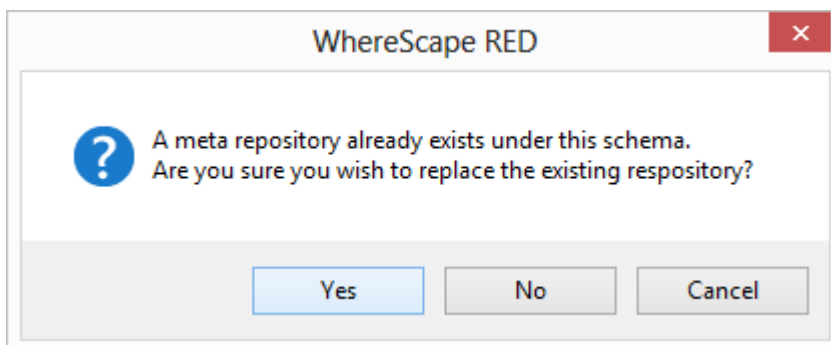 WhereScape RED
A meta repository already exists under this schema.
Are you sure you wish to replace the existing respository?
Yes
No
Cancel